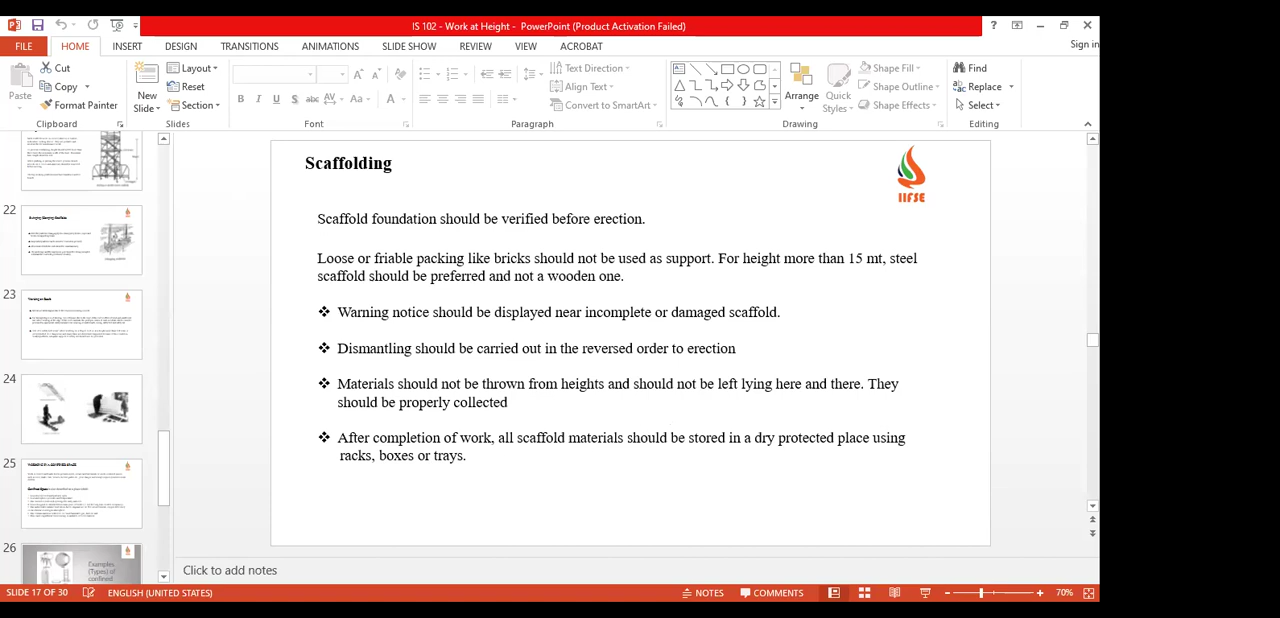 IS 102 - Work at Height - PowerPoint (Product Activation Failed)
FILE HOME INSERT DESIGN TRANSITIONS ANIMATIONS SLIDE SHOW REVIEW VIEW ACROBAT Sign in
Paste
Cut
Copy
Format Painter
Clipboard
New Slide
Layout
Reset
Section
Slides
B I U S abc AV Aa A
Font
Text Direction
Align Text
Convert to SmartArt
Paragraph
Arrange
Quick Styles
Shape Fill
Shape Outline
Shape Effects
Drawing
Find
Replace
Select
Editing
22
23
24
25
26
Examples
(Types) of
confined
Scaffolding
IIFSE
Scaffold foundation should be verified before erection.
Loose or friable packing like bricks should not be used as support. For height more than 15 mt, steel
scaffold should be preferred and not a wooden one.
❖ Warning notice should be displayed near incomplete or damaged scaffold.
❖ Dismantling should be carried out in the reversed order to erection
❖ Materials should not be thrown from heights and should not be left lying here and there. They
should be properly collected
❖ After completion of work, all scaffold materials should be stored in a dry protected place using
racks, boxes or trays.
Click to add notes
SLIDE 17 OF 30 ENGLISH (UNITED STATES) NOTES COMMENTS 70%